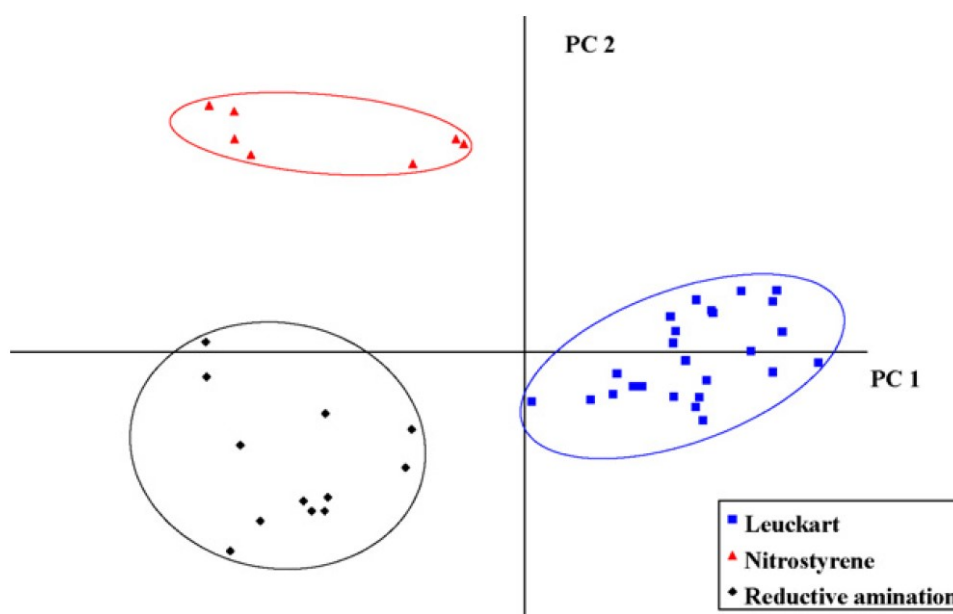 PC 2
PC 1
Leuckart
Nitrostyrene
Reductive amination